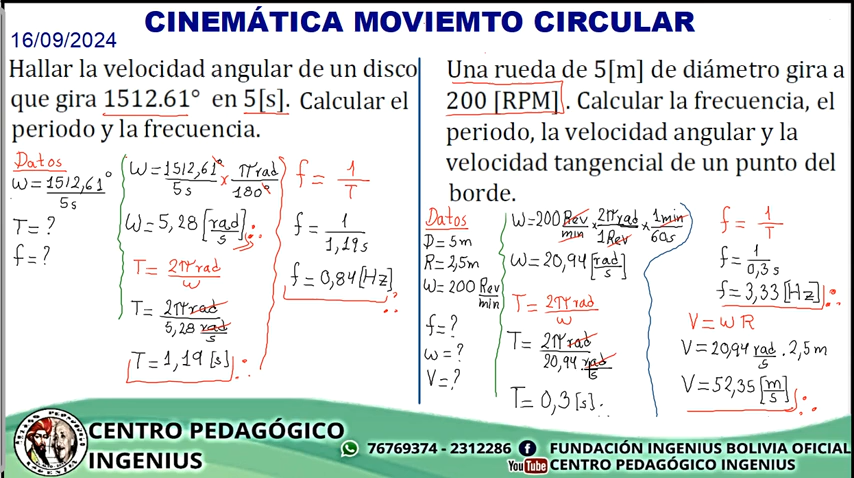 CINEMÁTICA MOVIEMTO CIRCULAR
16/09/2024
Hallar la velocidad angular de un disco
que gira 1512.61° en 5[s]. Calcular el
periodo y la frecuencia.
Datos
W = 1512,61° / 5s
T = ?
f = ?
W = 1512,61° / 5s × π rad / 180°
W = 5,28 [rad/s]
T = 2π rad / ω
T = 2π rad / 5,28 rad/s
T = 1,19 [s]
f = 1 / T
f = 1 / 1,19 s
f = 0,84 [Hz]
Una rueda de 5[m] de diámetro gira a
200 [RPM]. Calcular la frecuencia, el
periodo, la velocidad angular y la
velocidad tangencial de un punto del
borde.
Datos
D = 5m
R = 2,5m
W = 200 Rev/min
f = ?
ω = ?
V = ?
W = 200 Rev/min × 2π rad / 1 Rev × 1 min / 60s
W = 20,94 [rad/s]
T = 2π rad / ω
T = 2π rad / 20,94 rad/s
T = 0,3 [s]
f = 1 / T
f = 1 / 0,3 s
f = 3,33 [Hz]
V = ω R
V = 20,94 rad/s . 2,5 m
V = 52,35 [m/s]
CENTRO PEDAGÓGICO
INGENIUS
76769374 - 2312286
FUNDACIÓN INGENIUS BOLIVIA OFICIAL
YouTube CENTRO PEDAGÓGICO INGENIUS